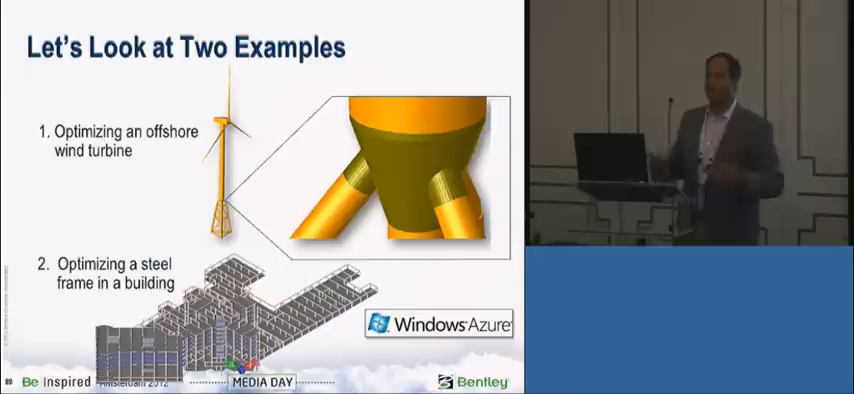 Let's Look at Two Examples
1. Optimizing an offshore
wind turbine
2. Optimizing a steel
frame in a building
Windows Azure
89 Be Inspired Amsterdam 2012 MEDIA DAY Bentley